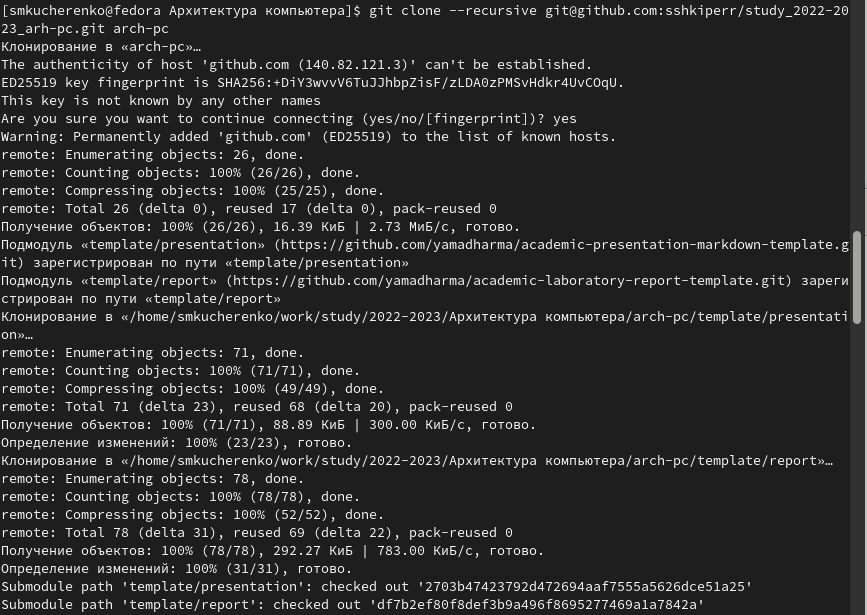 [smkucherenko@fedora Архитектура компьютера]$ git clone --recursive git@github.com:sshkiperr/study_2022-20
23_arh-pc.git arch-pc
Клонирование в «arch-pc»…
The authenticity of host 'github.com (140.82.121.3)' can't be established.
ED25519 key fingerprint is SHA256:+DiY3wvvV6TuJJhbpZisF/zLDA0zPMSvHdkr4UvCOqU.
This key is not known by any other names
Are you sure you want to continue connecting (yes/no/[fingerprint])? yes
Warning: Permanently added 'github.com' (ED25519) to the list of known hosts.
remote: Enumerating objects: 26, done.
remote: Counting objects: 100% (26/26), done.
remote: Compressing objects: 100% (25/25), done.
remote: Total 26 (delta 0), reused 17 (delta 0), pack-reused 0
Получение объектов: 100% (26/26), 16.39 КиБ | 2.73 МиБ/с, готово.
Подмодуль «template/presentation» (https://github.com/yamadharma/academic-presentation-markdown-template.g
it) зарегистрирован по пути «template/presentation»
Подмодуль «template/report» (https://github.com/yamadharma/academic-laboratory-report-template.git) зареги
стрирован по пути «template/report»
Клонирование в «/home/smkucherenko/work/study/2022-2023/Архитектура компьютера/arch-pc/template/presentati
on»…
remote: Enumerating objects: 71, done.
remote: Counting objects: 100% (71/71), done.
remote: Compressing objects: 100% (49/49), done.
remote: Total 71 (delta 23), reused 68 (delta 20), pack-reused 0
Получение объектов: 100% (71/71), 88.89 КиБ | 300.00 КиБ/с, готово.
Определение изменений: 100% (23/23), готово.
Клонирование в «/home/smkucherenko/work/study/2022-2023/Архитектура компьютера/arch-pc/template/report»…
remote: Enumerating objects: 78, done.
remote: Counting objects: 100% (78/78), done.
remote: Compressing objects: 100% (52/52), done.
remote: Total 78 (delta 31), reused 69 (delta 22), pack-reused 0
Получение объектов: 100% (78/78), 292.27 КиБ | 783.00 КиБ/с, готово.
Определение изменений: 100% (31/31), готово.
Submodule path 'template/presentation': checked out '2703b47423792d472694aaf7555a5626dce51a25'
Submodule path 'template/report': checked out 'df7b2ef80f8def3b9a496f8695277469a1a7842a'